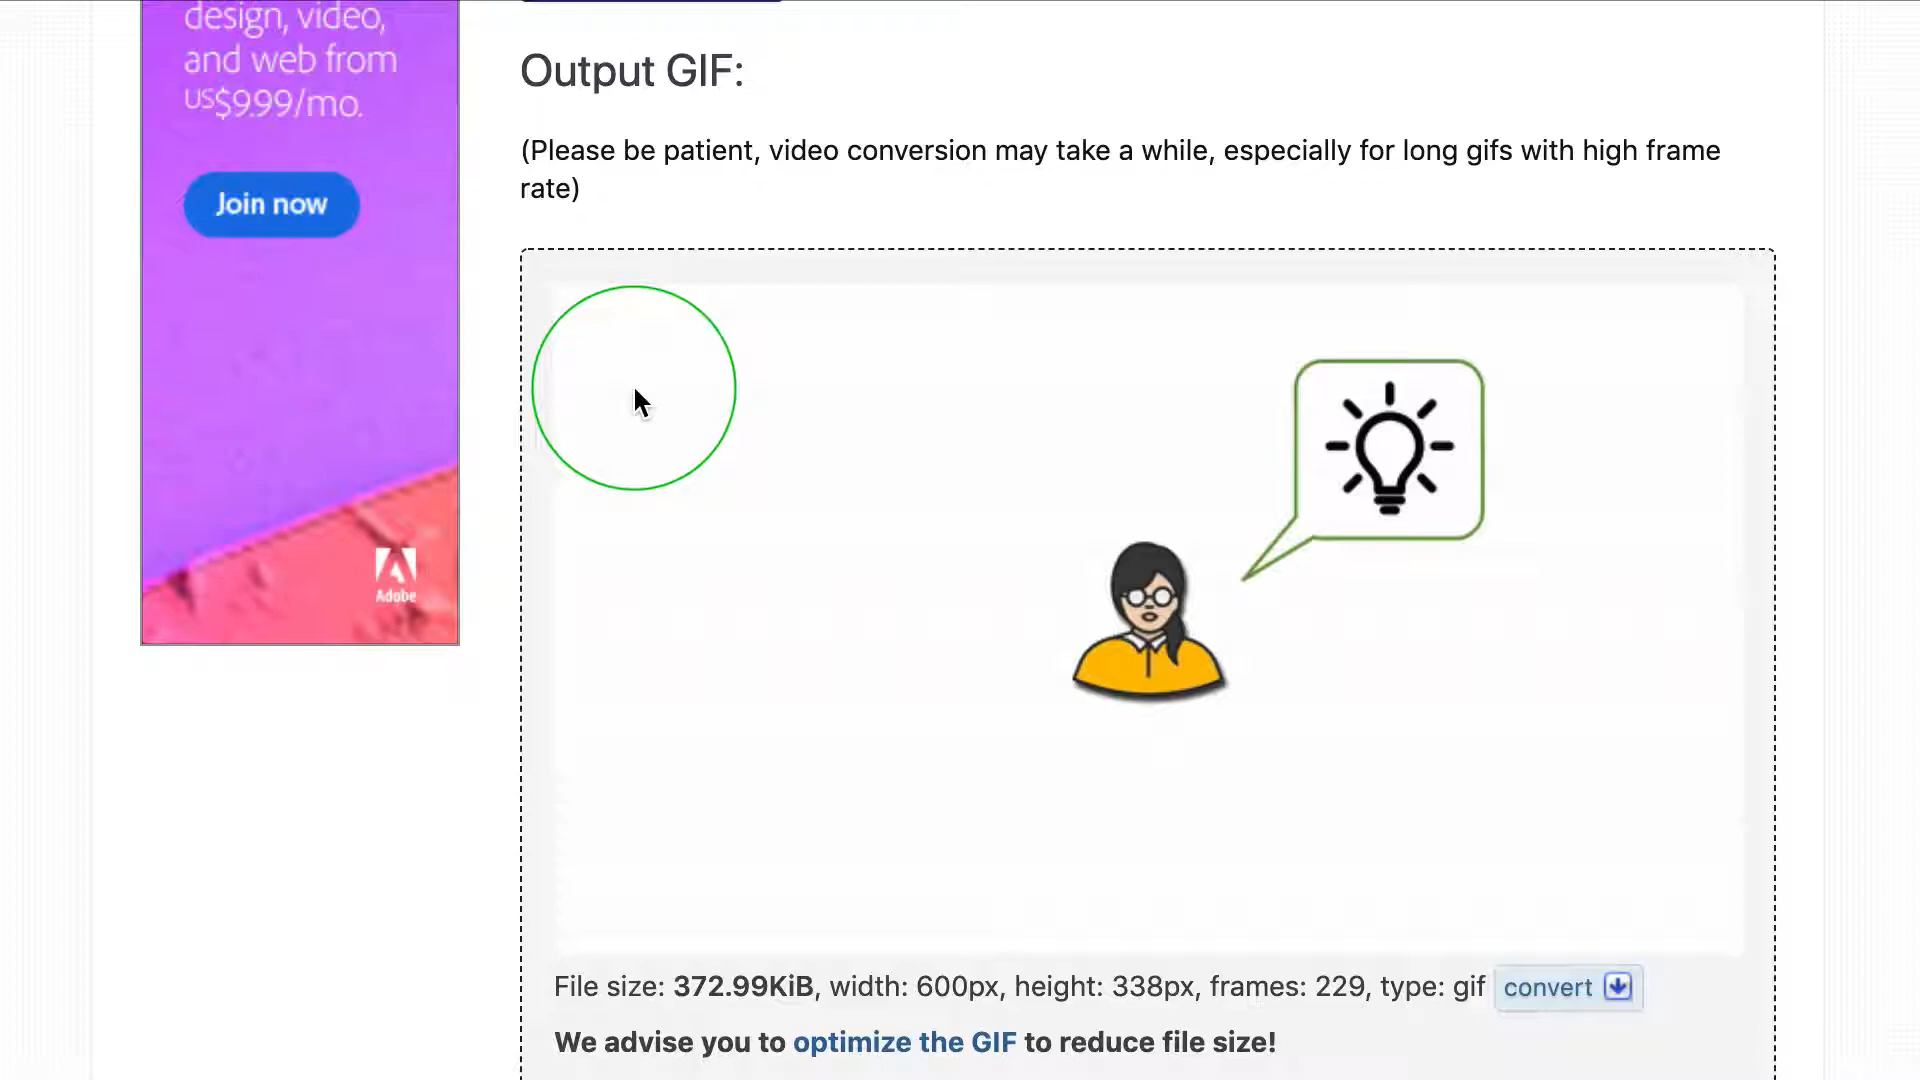 design, video,
and web from
US$9.99/mo.
Join now
Adobe
Output GIF:
(Please be patient, video conversion may take a while, especially for long gifs with high frame
rate)
File size: 372.99KiB, width: 600px, height: 338px, frames: 229, type: gif convert
We advise you to optimize the GIF to reduce file size!